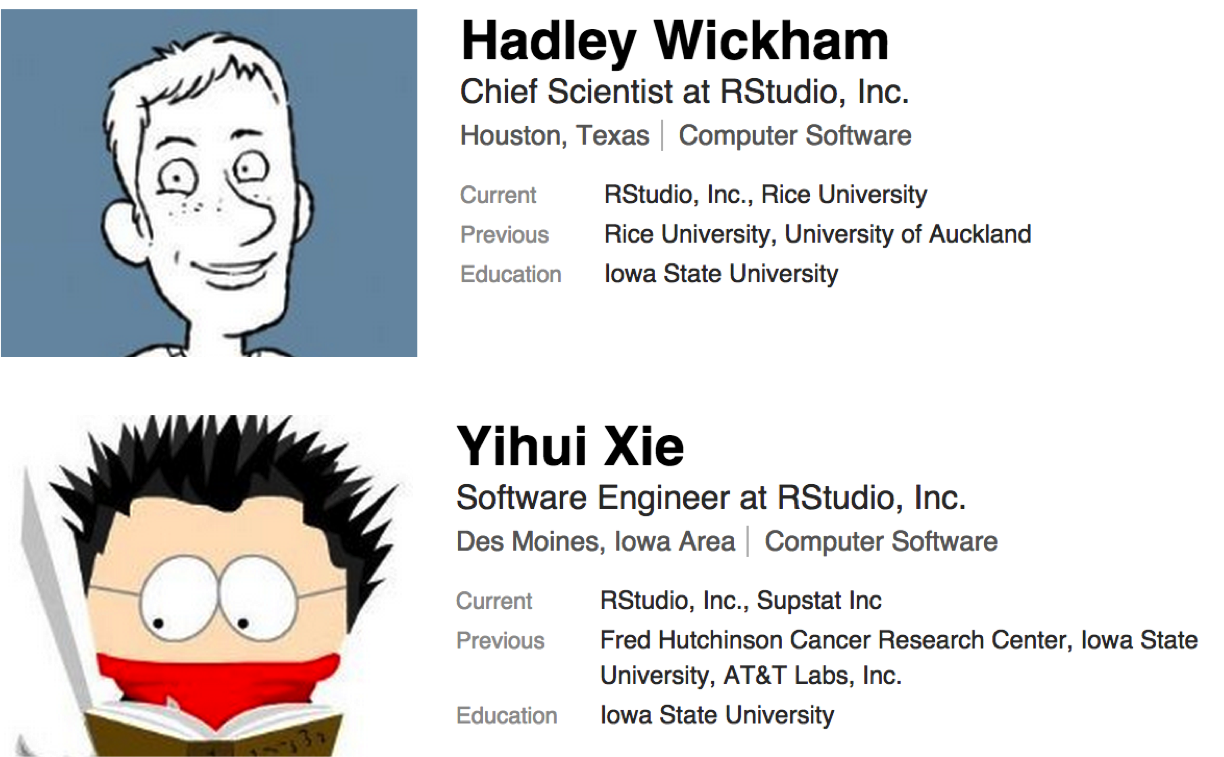 Hadley Wickham
Chief Scientist at RStudio, Inc.
Houston, Texas | Computer Software
Current RStudio, Inc., Rice University
Previous Rice University, University of Auckland
Education Iowa State University
Yihui Xie
Software Engineer at RStudio, Inc.
Des Moines, Iowa Area | Computer Software
Current RStudio, Inc., Supstat Inc
Previous Fred Hutchinson Cancer Research Center, Iowa State
University, AT&T Labs, Inc.
Education Iowa State University